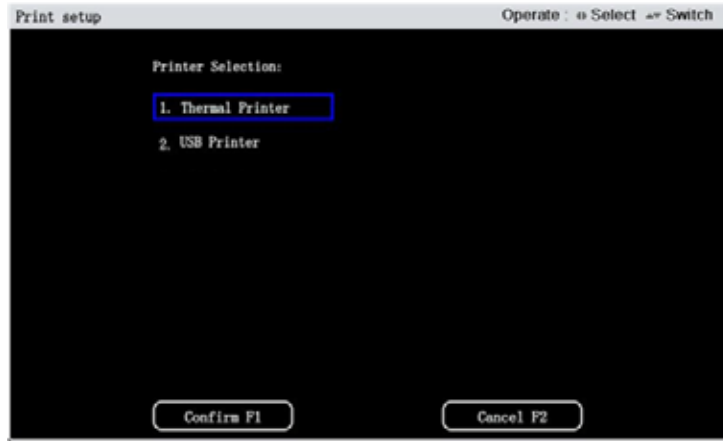 Print setup
Operate : ◂▸ Select ▴▾ Switch
Printer Selection:
1. Thermal Printer
2. USB Printer
Confirm F1
Cancel F2